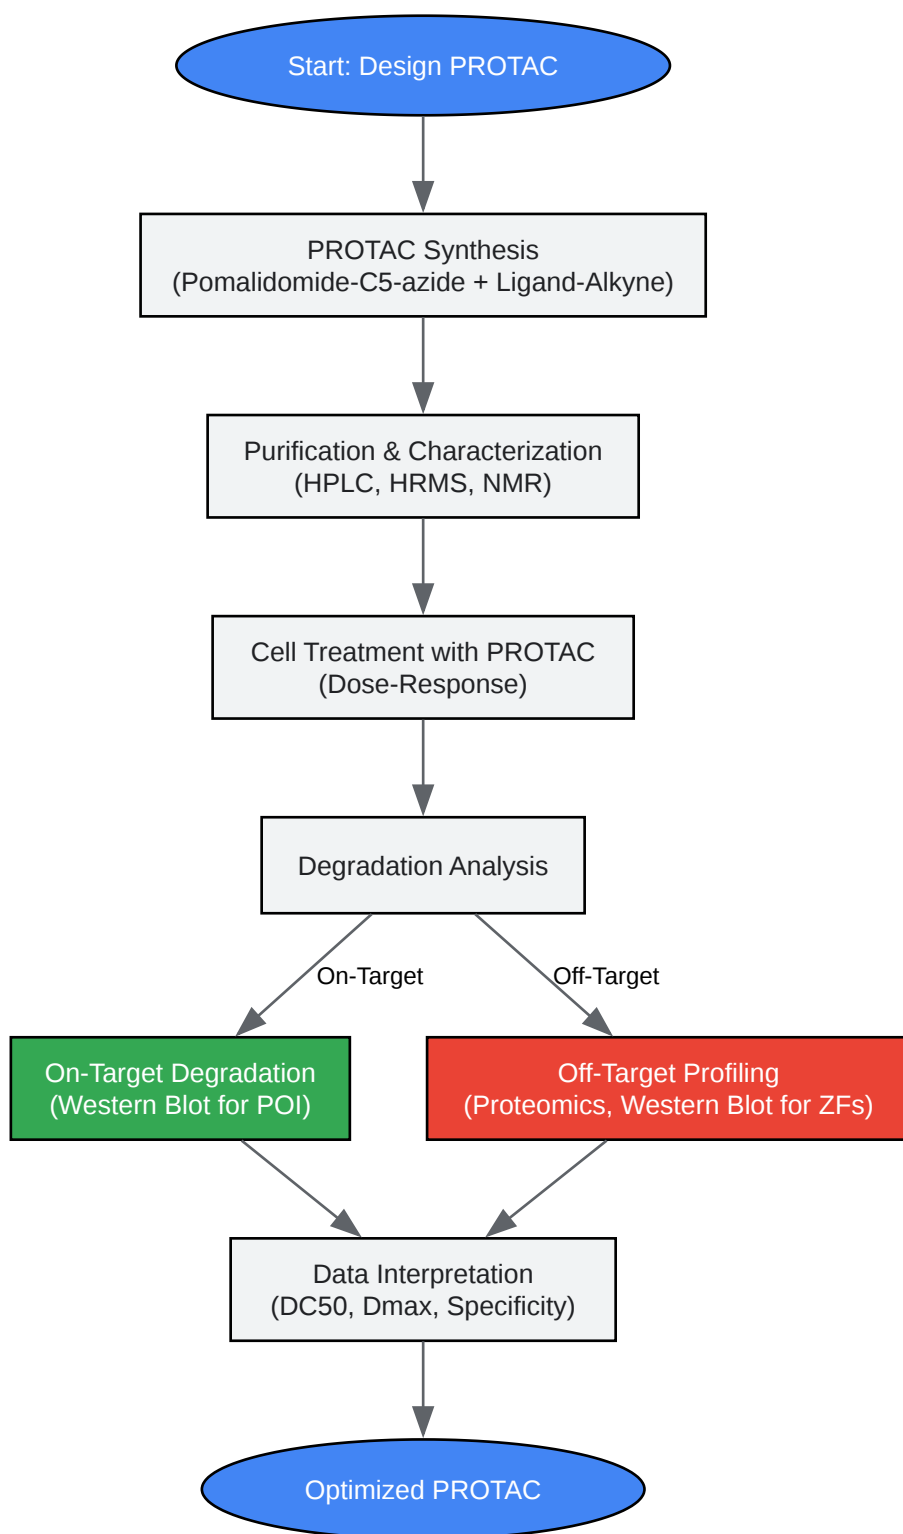 Start: Design PROTAC
PROTAC Synthesis
(Pomalidomide-C5-azide + Ligand-Alkyne)
Purification & Characterization
(HPLC, HRMS, NMR)
Cell Treatment with PROTAC
(Dose-Response)
Degradation Analysis
On-Target
Off-Target
On-Target Degradation
(Western Blot for POI)
Off-Target Profiling
(Proteomics, Western Blot for ZFs)
Data Interpretation
(DC50, Dmax, Specificity)
Optimized PROTAC